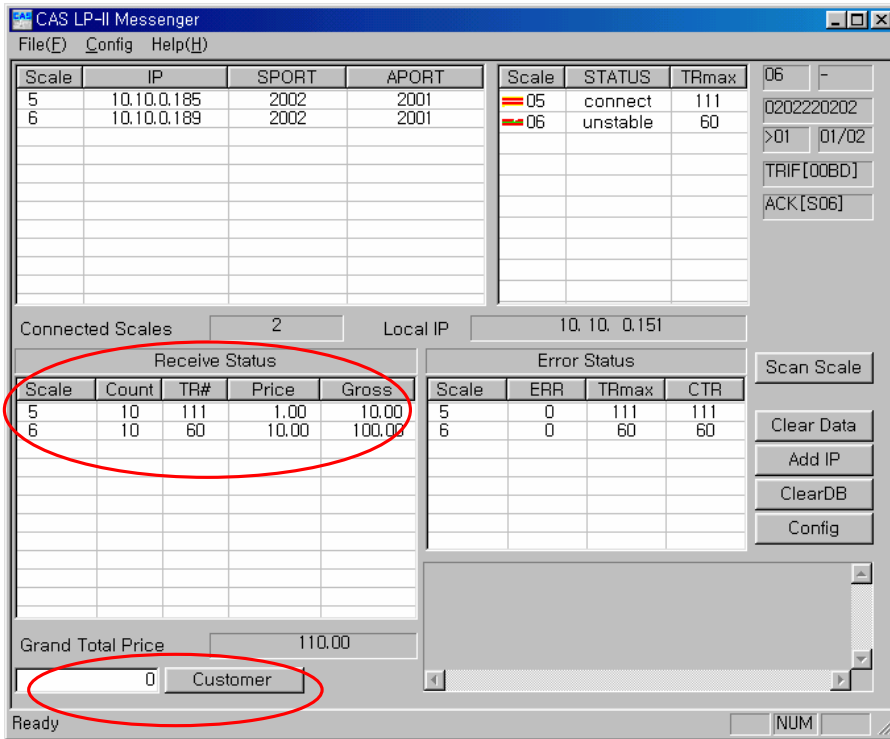 CAS LP-II Messenger
File(F) Config Help(H)
Scale IP SPORT APORT
5 10.10.0.185 2002 2001
6 10.10.0.189 2002 2001
Scale STATUS TRmax
05 connect 111
06 unstable 60
06 -
0202220202
>01 01/02
TRIF[00BD]
ACK[S06]
Connected Scales 2 Local IP 10. 10. 0.151
Receive Status
Scale Count TR# Price Gross
5 10 111 1.00 10.00
6 10 60 10.00 100.00
Error Status
Scale ERR TRmax CTR
5 0 111 111
6 0 60 60
Scan Scale
Clear Data
Add IP
ClearDB
Config
Grand Total Price 110.00
0 Customer
Ready NUM